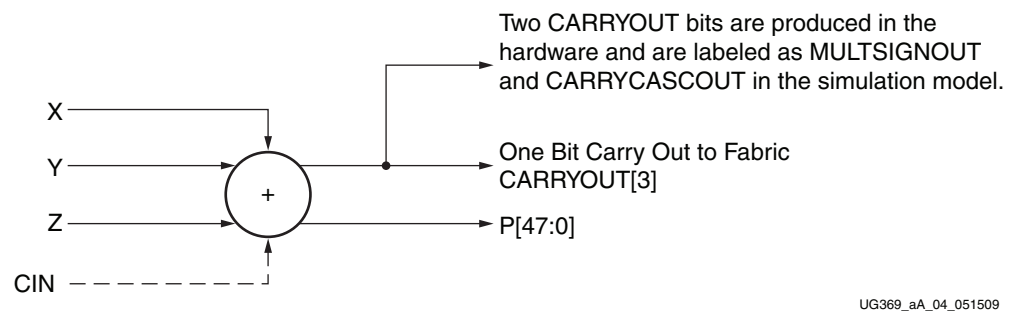 Two CARRYOUT bits are produced in the
hardware and are labeled as MULTSIGNOUT
and CARRYCASCOUT in the simulation model.
X
Y
One Bit Carry Out to Fabric
CARRYOUT[3]
+
Z
P[47:0]
CIN
UG369_aA_04_051509